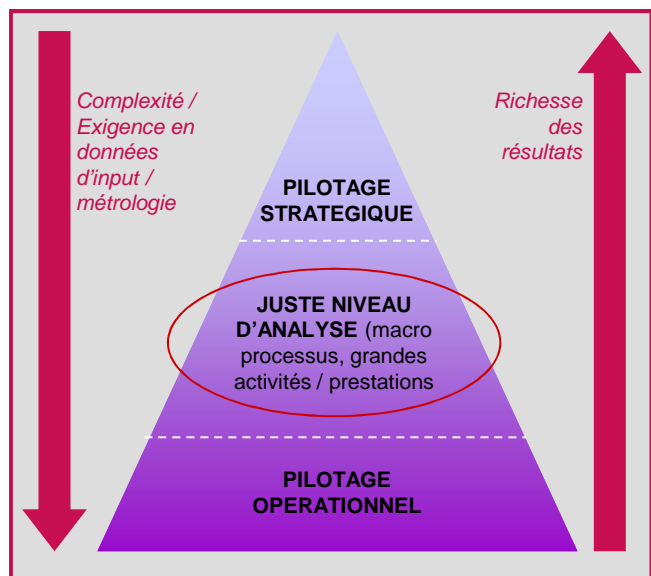 Complexité /
Exigence en
données
d'input /
métrologie
Richesse
des
résultats
PILOTAGE
STRATEGIQUE
JUSTE NIVEAU
D’ANALYSE (macro
processus, grandes
activités / prestations
PILOTAGE
OPERATIONNEL